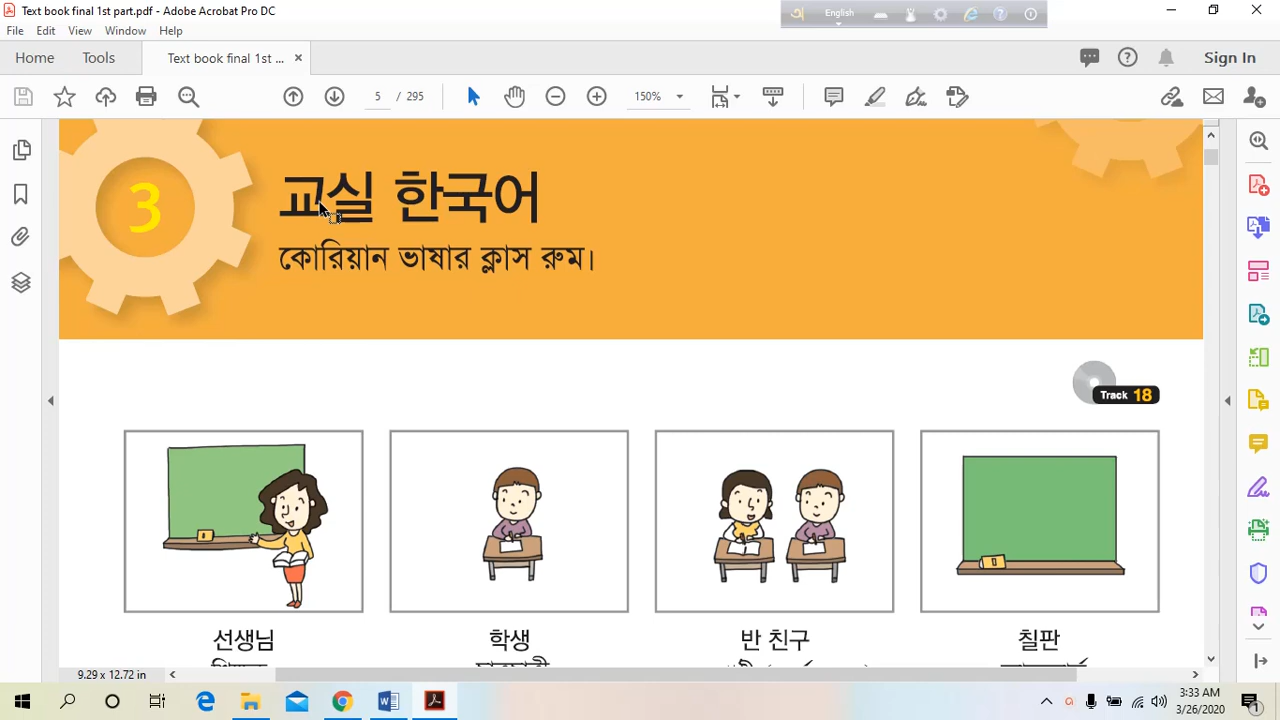 Text book final 1st part.pdf - Adobe Acrobat Pro DC
English
File Edit View Window Help
Home Tools Text book final 1st ... Sign In
5 / 295 150%
3
교실 한국어
কোরিয়ান ভাষার ক্লাস রুম।
Track 18
선생님 학생 반 친구 칠판
9.29 x 12.72 in
3:33 AM
3/26/2020